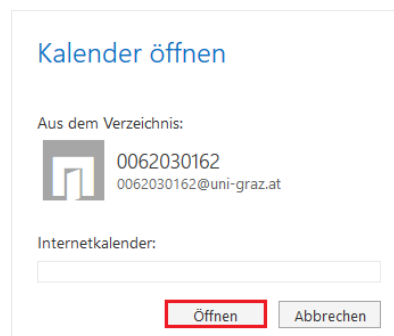 Kalender öffnen
Aus dem Verzeichnis:
0062030162
0062030162@uni-graz.at
Internetkalender:
Öffnen Abbrechen